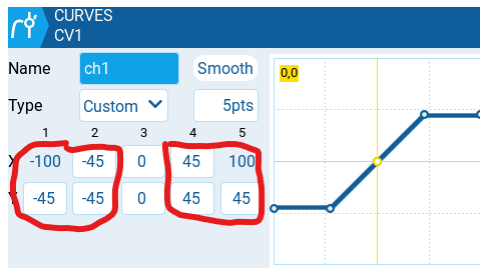 CURVES
CV1
Name ch1 Smooth
Type Custom 5pts
1 2 3 4 5
X -100 -45 0 45 100
Y -45 -45 0 45 45
0,0